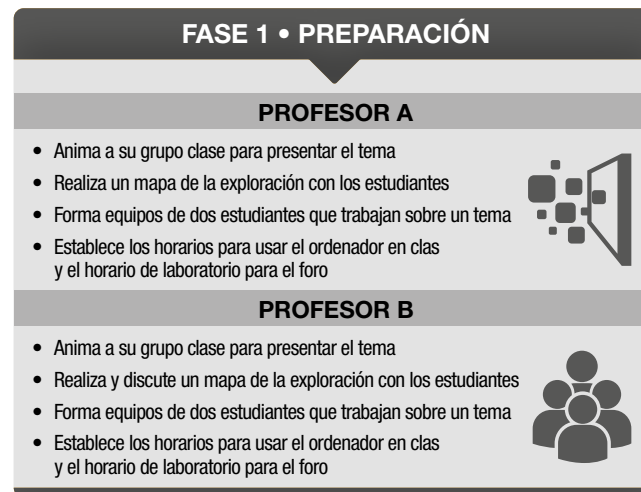 FASE 1 • PREPARACIÓN
PROFESOR A
• Anima a su grupo clase para presentar el tema
• Realiza un mapa de la exploración con los estudiantes
• Forma equipos de dos estudiantes que trabajan sobre un tema
• Establece los horarios para usar el ordenador en clas
y el horario de laboratorio para el foro
PROFESOR B
• Anima a su grupo clase para presentar el tema
• Realiza y discute un mapa de la exploración con los estudiantes
• Forma equipos de dos estudiantes que trabajan sobre un tema
• Establece los horarios para usar el ordenador en clas
y el horario de laboratorio para el foro